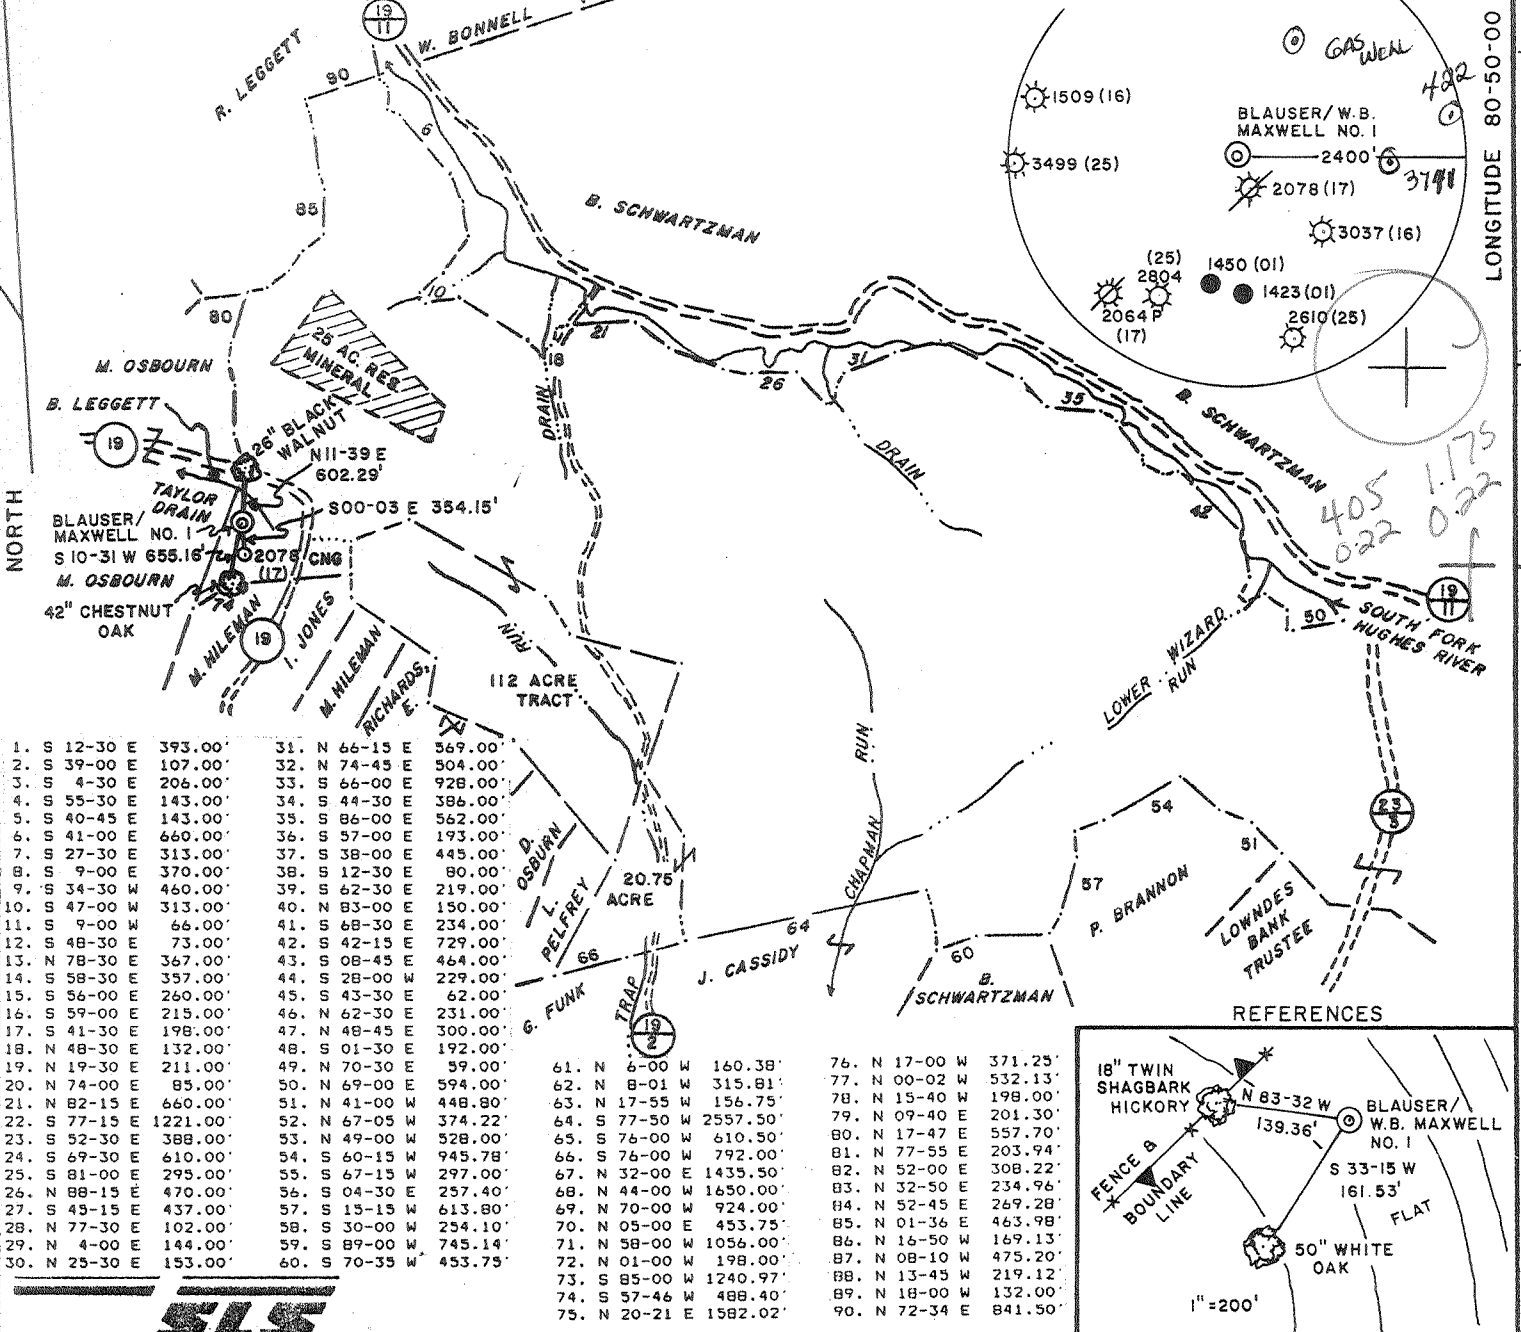 19
11
W. BONNELL
R. LEGGETT
90
6
85
80
10
B. SCHWARTZMAN
GAS WELL
422
1509 (16)
BLAUSER/ W.B.
MAXWELL NO. 1
2400'
3499 (25)
2078 (17)
3037 (16)
(25)
2804
1450 (01)
1423 (01)
2064 P
(17)
2610 (25)
LONGITUDE 80-50-00
25 AC. RES.
MINERAL
M. OSBOURN
B. LEGGETT
19
26" BLACK
WALNUT
N11-39 E
602.29'
TAYLOR
DRAIN
S00-03 E 354.15'
BLAUSER/
MAXWELL NO. 1
S 10-31 W 655.16'
2078 CNG
(17)
M. OSBOURN
42" CHESTNUT
OAK
74
NORTH
M. HILEMAN
19
I. JONES
M. HILEMAN
RICHARDS,
E.
18
21
DRAIN
26
31
35
42
DRAIN
B. SCHWARTZMAN
405
0.22
1.175
0.22
19
11
50
SOUTH FORK
HUGHES RIVER
LOWER WIZARD
RUN
RUN
112 ACRE
TRACT
CHAPMAN RUN
23
3
54
51
57
P. BRANNON
LOWNDES
BANK
TRUSTEE
60
64
J. CASSIDY
B.
SCHWARTZMAN
D.
OSBURN
L.
PELFREY
20.75
ACRE
66
G. FUNK
TRAP
19
2
1. S 12-30 E 393.00'
2. S 39-00 E 107.00'
3. S 4-30 E 206.00'
4. S 55-30 E 143.00'
5. S 40-45 E 143.00'
6. S 41-00 E 660.00'
7. S 27-30 E 313.00'
8. S 9-00 E 370.00'
9. S 34-30 W 460.00'
10. S 47-00 W 313.00'
11. S 9-00 W 66.00'
12. S 48-30 E 73.00'
13. N 78-30 E 367.00'
14. S 58-30 E 357.00'
15. S 56-00 E 260.00'
16. S 59-00 E 215.00'
17. S 41-30 E 198.00'
18. N 48-30 E 132.00'
19. N 19-30 E 211.00'
20. N 74-00 E 85.00'
21. N 82-15 E 660.00'
22. S 77-15 E 1221.00'
23. S 52-30 E 388.00'
24. S 69-30 E 610.00'
25. S 81-00 E 295.00'
26. N 88-15 E 470.00'
27. S 45-15 E 437.00'
28. N 77-30 E 102.00'
29. N 4-00 E 144.00'
30. N 25-30 E 153.00'
31. N 66-15 E 569.00'
32. N 74-45 E 504.00'
33. S 66-00 E 928.00'
34. S 44-30 E 386.00'
35. S 86-00 E 562.00'
36. S 57-00 E 193.00'
37. S 38-00 E 445.00'
38. S 12-30 E 80.00'
39. S 62-30 E 219.00'
40. N 83-00 E 150.00'
41. S 68-30 E 234.00'
42. S 42-15 E 729.00'
43. S 08-45 E 464.00'
44. S 28-00 W 229.00'
45. S 43-30 E 62.00'
46. N 62-30 E 231.00'
47. N 48-45 E 300.00'
48. S 01-30 E 192.00'
49. N 70-30 E 59.00'
50. N 69-00 E 594.00'
51. N 41-00 W 448.80'
52. N 67-05 W 374.22
53. N 49-00 W 528.00'
54. S 60-15 W 945.78'
55. S 67-15 W 297.00'
56. S 04-30 E 257.40'
57. S 15-15 W 613.80'
58. S 30-00 W 254.10'
59. S 89-00 W 745.14'
60. S 70-35 W 453.75'
61. N 6-00 W 160.38'
62. N 8-01 W 315.81'
63. N 17-55 W 156.75'
64. S 77-50 W 2557.50'
65. S 76-00 W 610.50'
66. S 76-00 W 792.00'
67. N 32-00 E 1435.50'
68. N 44-00 W 1650.00'
69. N 70-00 W 924.00'
70. N 05-00 E 453.75'
71. N 58-00 W 1056.00'
72. N 01-00 W 198.00'
73. S 85-00 W 1240.97'
74. S 57-46 W 488.40'
75. N 20-21 E 1582.02'
76. N 17-00 W 371.25'
77. N 00-02 W 532.13'
78. N 15-40 W 198.00'
79. N 09-40 E 201.30'
80. N 17-47 E 557.70'
81. N 77-55 E 203.94'
82. N 52-00 E 308.22'
83. N 32-50 E 234.96'
84. N 52-45 E 269.28'
85. N 01-36 E 463.98'
86. N 16-50 W 169.13'
87. N 08-10 W 475.20'
88. N 13-45 W 219.12'
89. N 18-00 W 132.00'
90. N 72-34 E 841.50'
REFERENCES
18" TWIN
SHAGBARK
HICKORY
N 83-32 W
139.36'
BLAUSER/
W.B. MAXWELL
NO. 1
S 33-15 W
161.53'
FLAT
FENCE &
BOUNDARY
LINE
50" WHITE
OAK
1"=200'
SLS